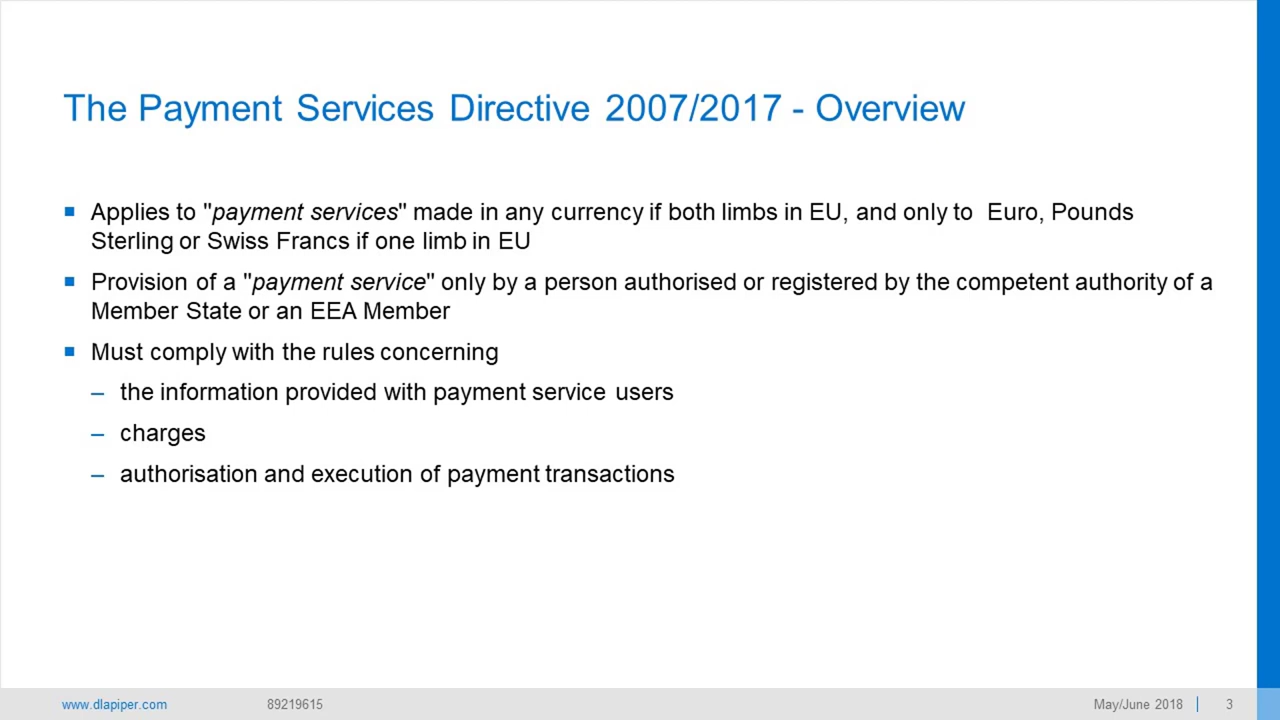 The Payment Services Directive 2007/2017 - Overview
■ Applies to "payment services" made in any currency if both limbs in EU, and only to  Euro, Pounds
Sterling or Swiss Francs if one limb in EU
■ Provision of a "payment service" only by a person authorised or registered by the competent authority of a
Member State or an EEA Member
■ Must comply with the rules concerning
– the information provided with payment service users
– charges
– authorisation and execution of payment transactions
www.dlapiper.com 89219615 May/June 2018 | 3